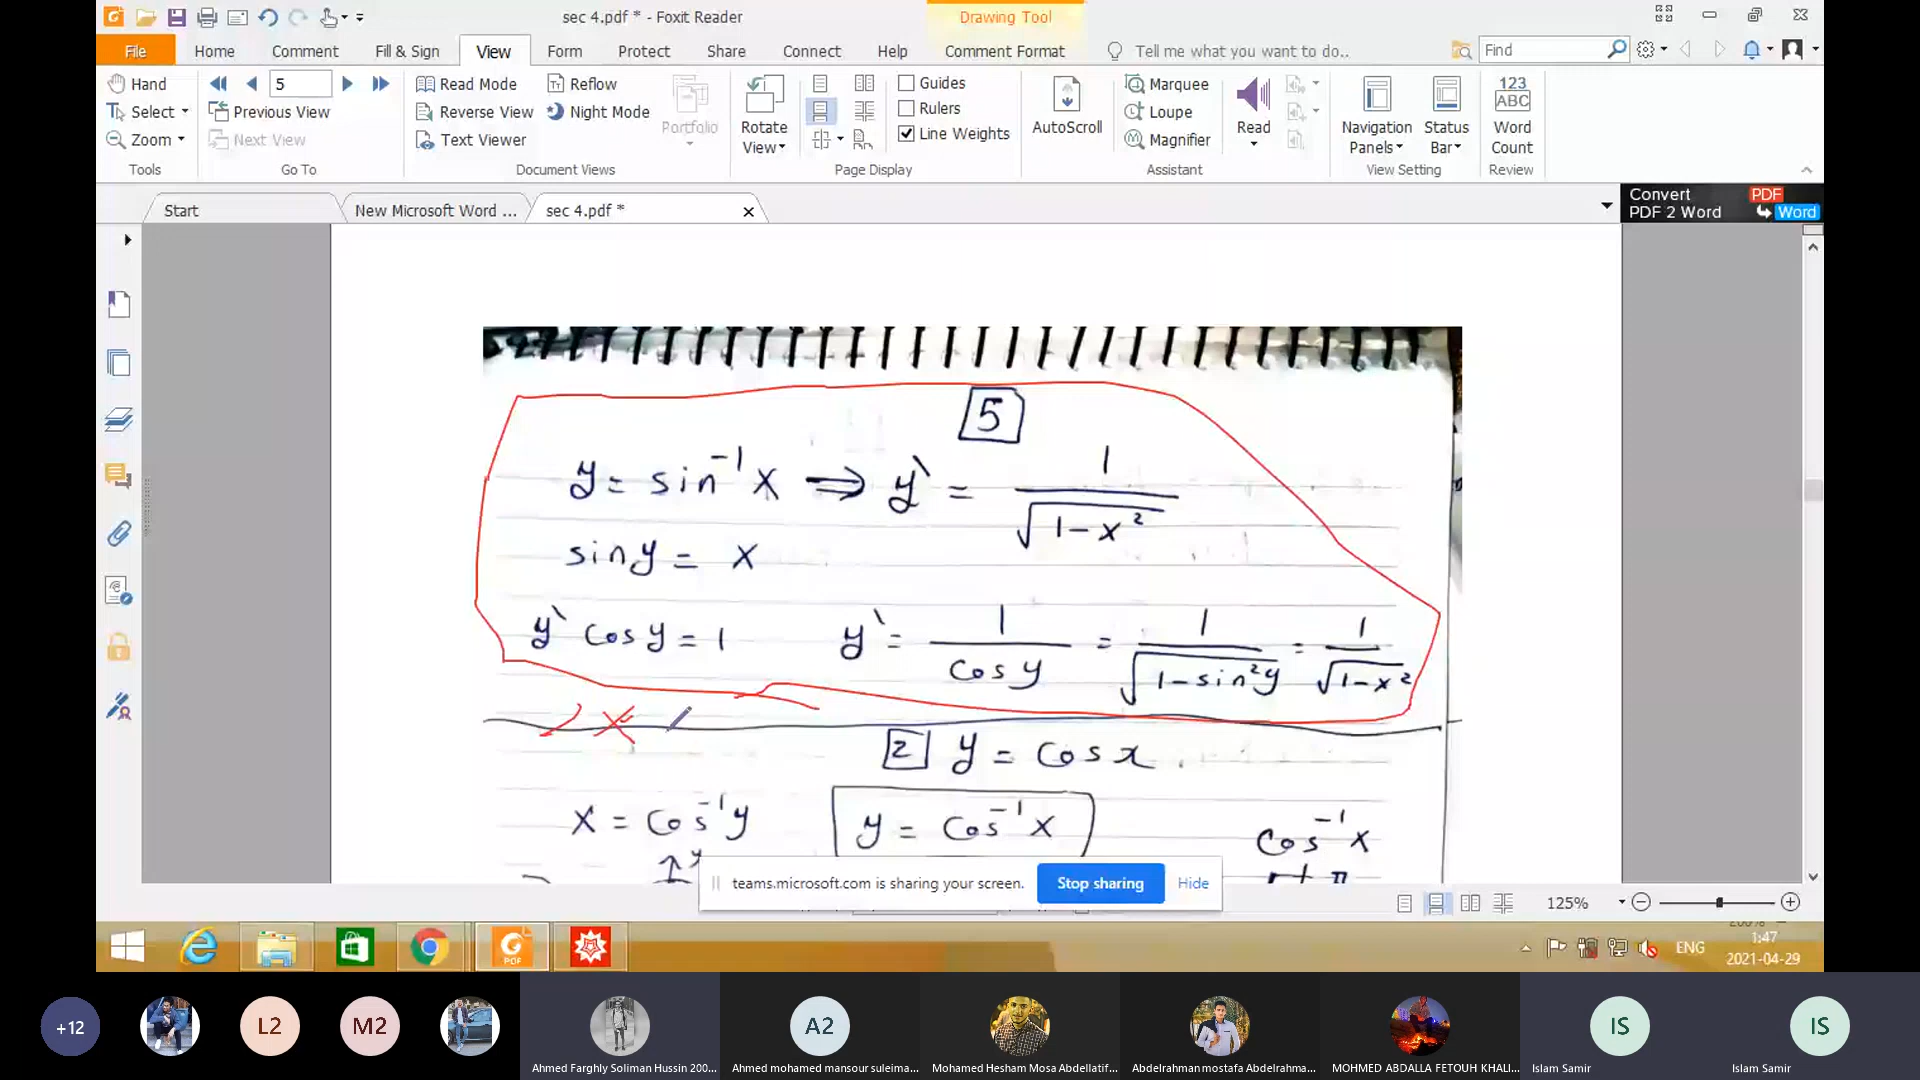 sec 4.pdf * - Foxit Reader
Drawing Tool
File
Home
Comment
Fill & Sign
View
Form
Protect
Share
Connect
Help
Comment Format
Tell me what you want to do..
Find
Hand
5
Read Mode
Reflow
Guides
Marquee
123
ABC
Select
Previous View
Reverse View
Night Mode
Portfolio
Rotate View
Rulers
AutoScroll
Loupe
Read
Navigation Panels
Status Bar
Word Count
Zoom
Next View
Text Viewer
Line Weights
Magnifier
Tools
Go To
Document Views
Page Display
Assistant
View Setting
Review
Start
New Microsoft Word ...
sec 4.pdf *
Convert PDF
PDF 2 Word Word
5
y = sin⁻¹ x ⇒ y` = 1 / √(1-x²)
sin y = x
y` cos y = 1 y` = 1 / cos y = 1 / √(1-sin²y) = 1 / √(1-x²)
2 y = cos x
x = cos⁻¹ y y = cos⁻¹ x cos⁻¹ x
teams.microsoft.com is sharing your screen.
Stop sharing
Hide
125%
ENG
1:47
2021-04-29
+12
L2
M2
A2
IS
IS
Ahmed Farghly Soliman Hussin 200...
Ahmed mohamed mansour suleima...
Mohamed Hesham Mosa Abdellatif...
Abdelrahman mostafa Abdelrahma...
MOHMED ABDALLA FETOUH KHALI...
Islam Samir
Islam Samir